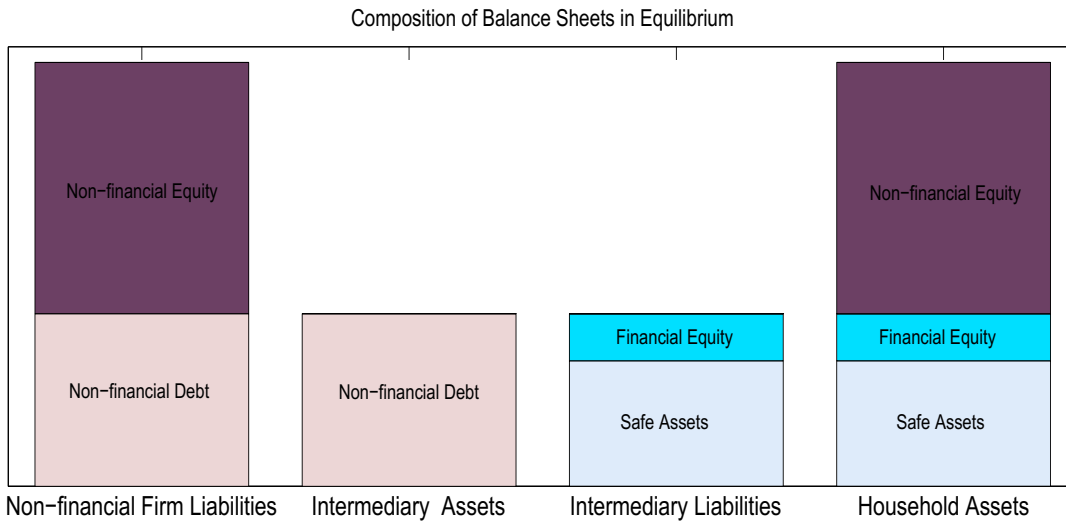 Composition of Balance Sheets in Equilibrium
Non−financial Equity
Non−financial Equity
Financial Equity
Financial Equity
Non−financial Debt
Non−financial Debt
Safe Assets
Safe Assets
Non−financial Firm Liabilities
Intermediary Assets
Intermediary Liabilities
Household Assets